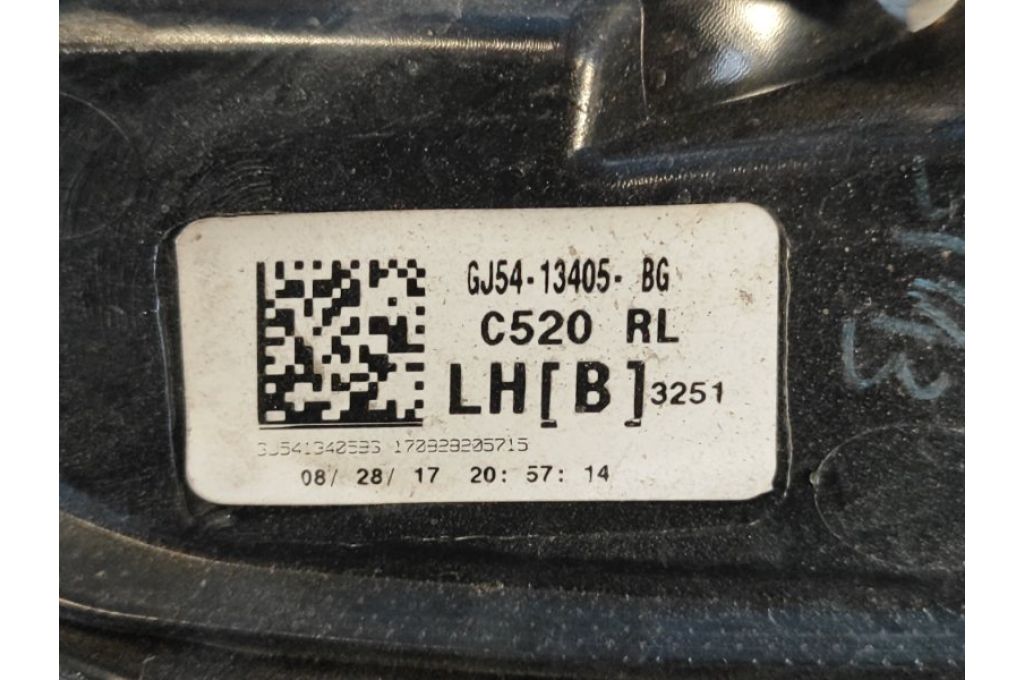 GJ54-13405- BG
C520 RL
LH[B]3251
GJ5413405BG 170828205715
08/ 28/ 17 20: 57: 14